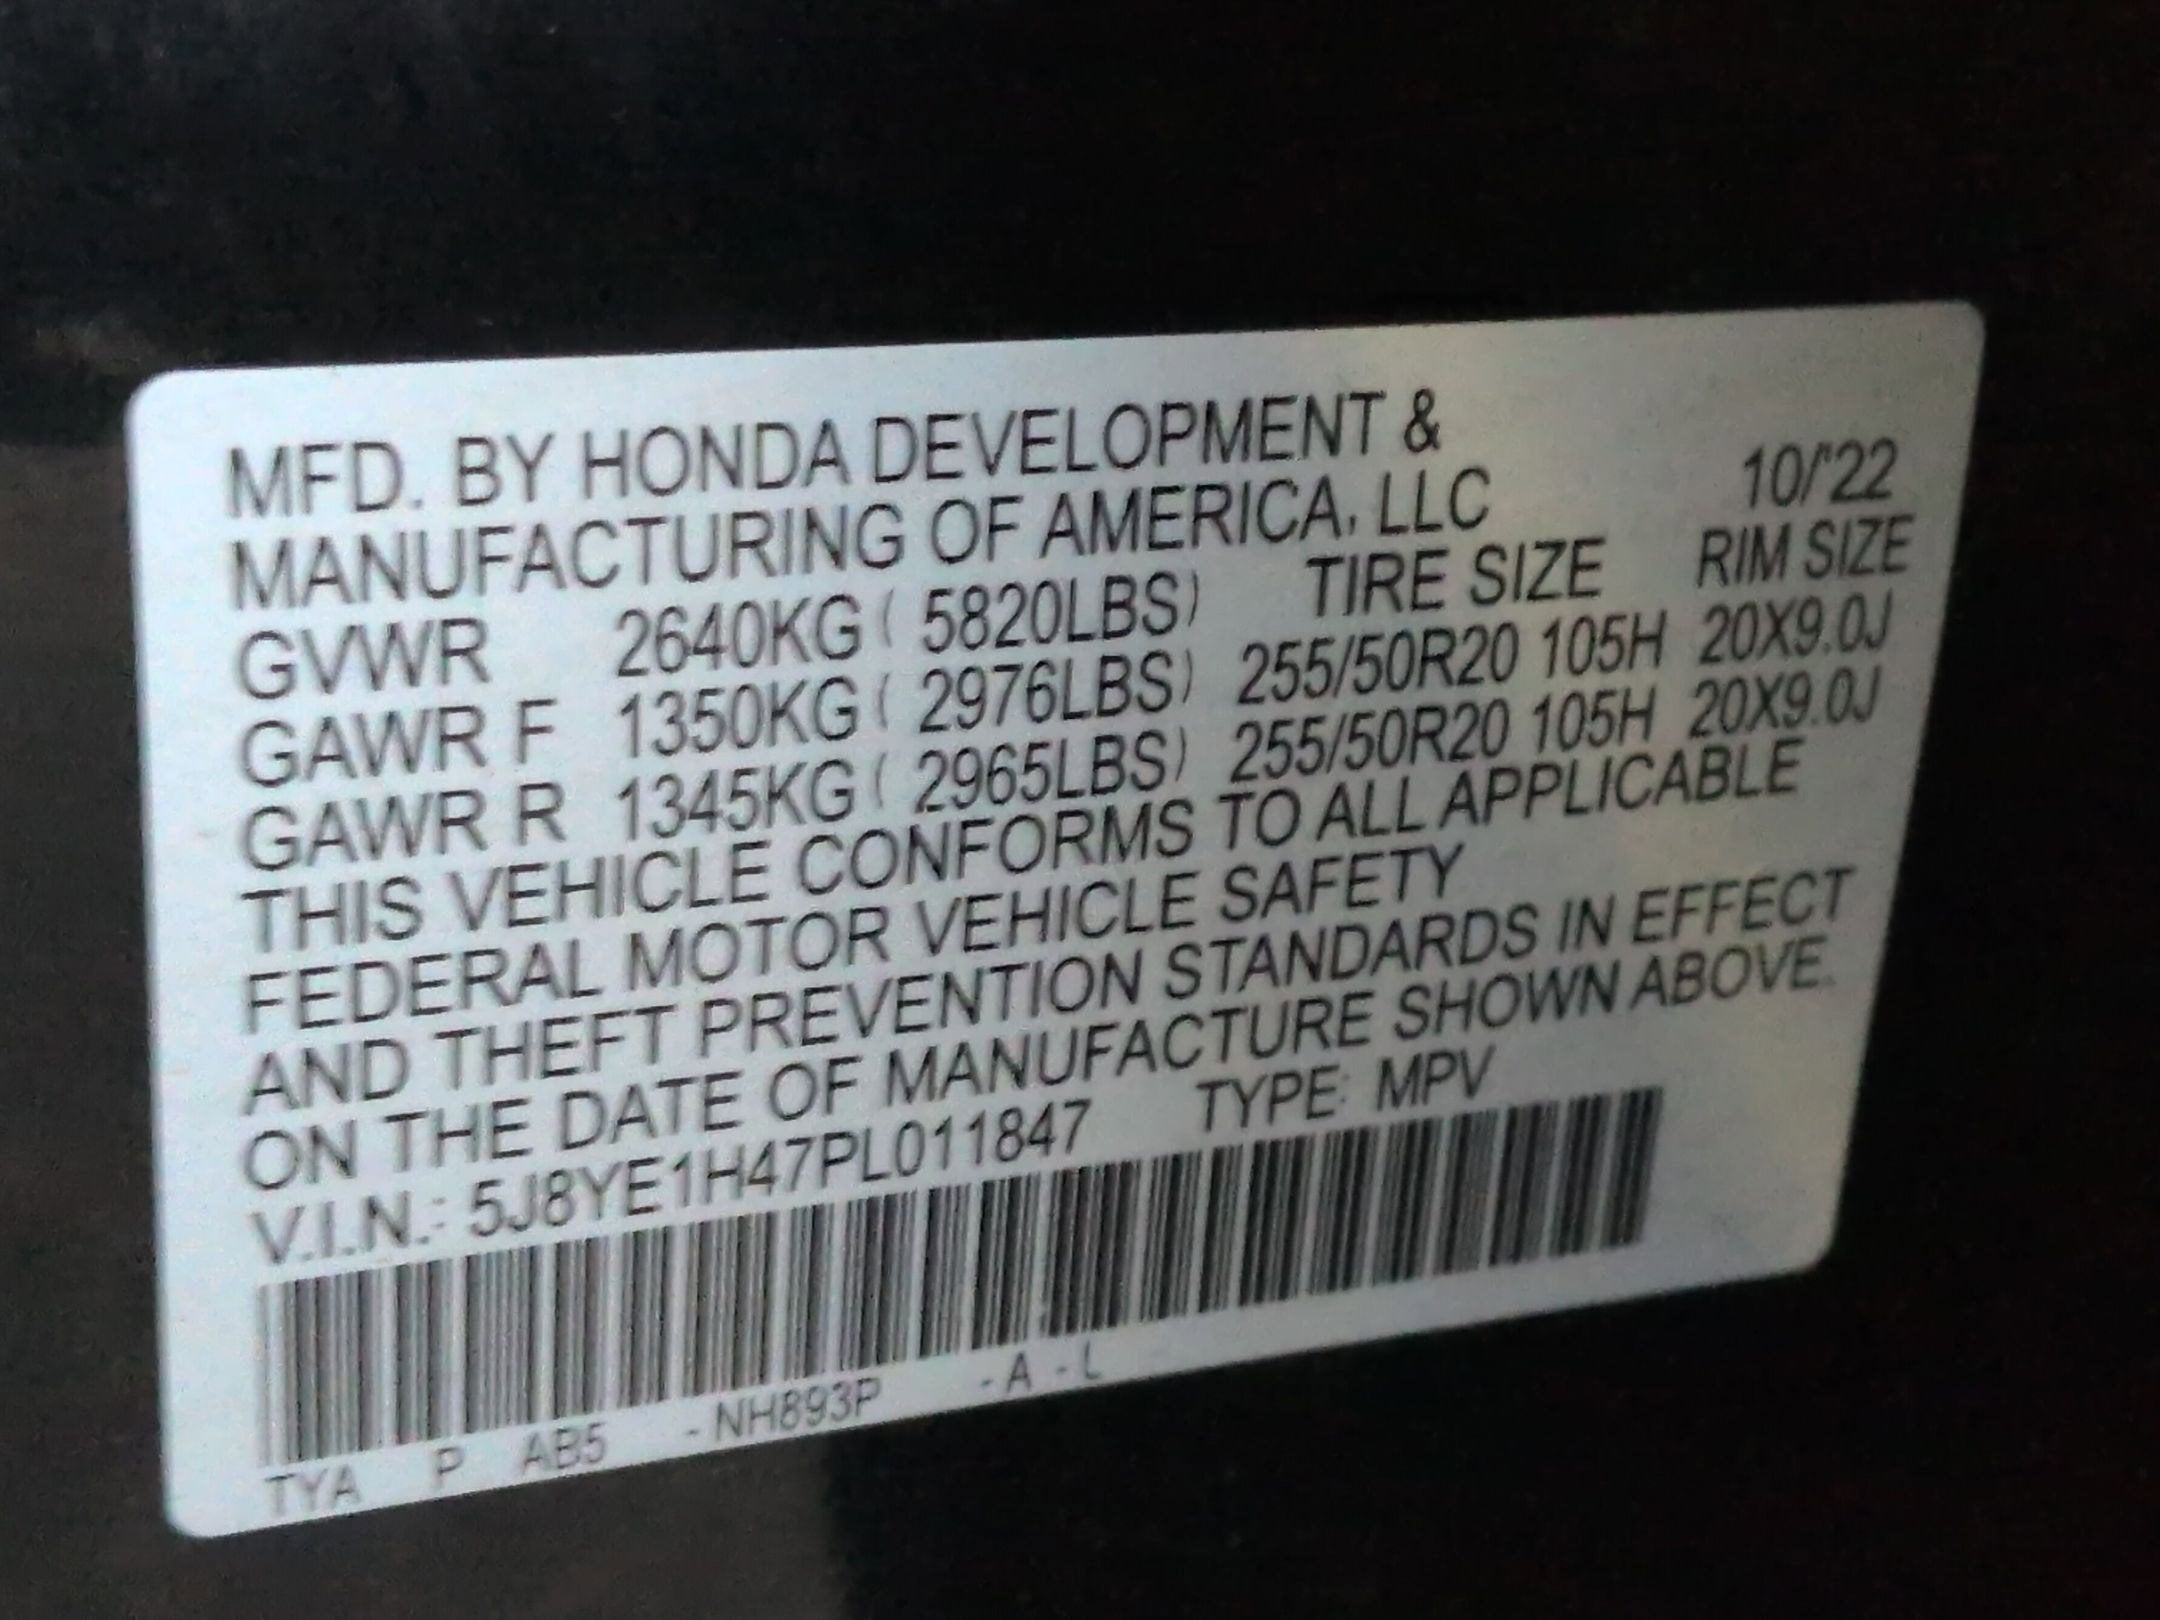 MFD. BY HONDA DEVELOPMENT &
MANUFACTURING OF AMERICA, LLC 10/'22
GVWR 2640KG ( 5820LBS) TIRE SIZE RIM SIZE
GAWR F 1350KG ( 2976LBS) 255/50R20 105H 20X9.0J
GAWR R 1345KG ( 2965LBS) 255/50R20 105H 20X9.0J
THIS VEHICLE CONFORMS TO ALL APPLICABLE
FEDERAL MOTOR VEHICLE SAFETY
AND THEFT PREVENTION STANDARDS IN EFFECT
ON THE DATE OF MANUFACTURE SHOWN ABOVE.
V.I.N.: 5J8YE1H47PL011847 TYPE: MPV
TYA P AB5 - NH893P - A - L